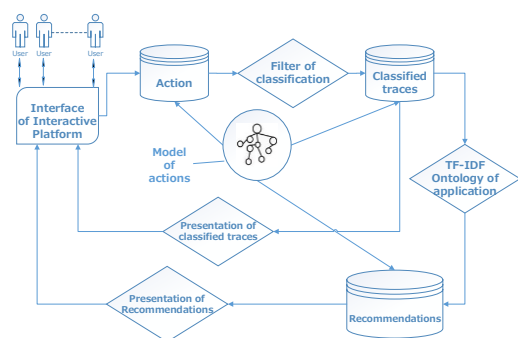 User
User
User
Interface
of Interactive
Platform
Action
Filter of
classification
Classified
traces
Model
of
actions
TF-IDF
Ontology of
application
Presentation of
classified traces
Presentation of
Recommendations
Recommendations